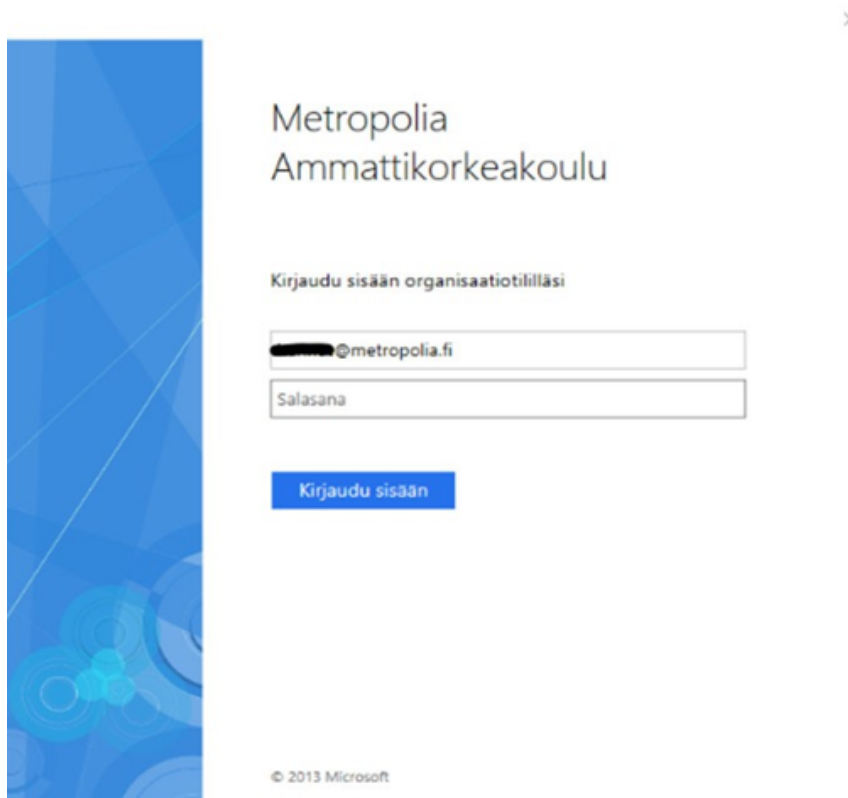 Metropolia
Ammattikorkeakoulu
Kirjaudu sisään organisaatiotililläsi
@metropolia.fi
Salasana
Kirjaudu sisään
© 2013 Microsoft